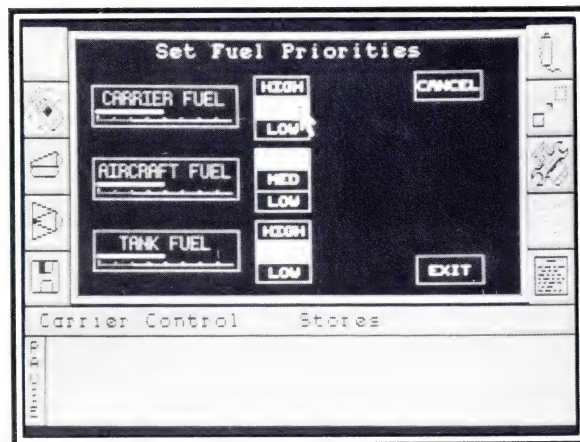 Set Fuel Priorities
CARRIER FUEL
HIGH
LOW
CANCEL
AIRCRAFT FUEL
MED
LOW
TANK FUEL
HIGH
LOW
EXIT
Carrier Control Stores
PAUSE